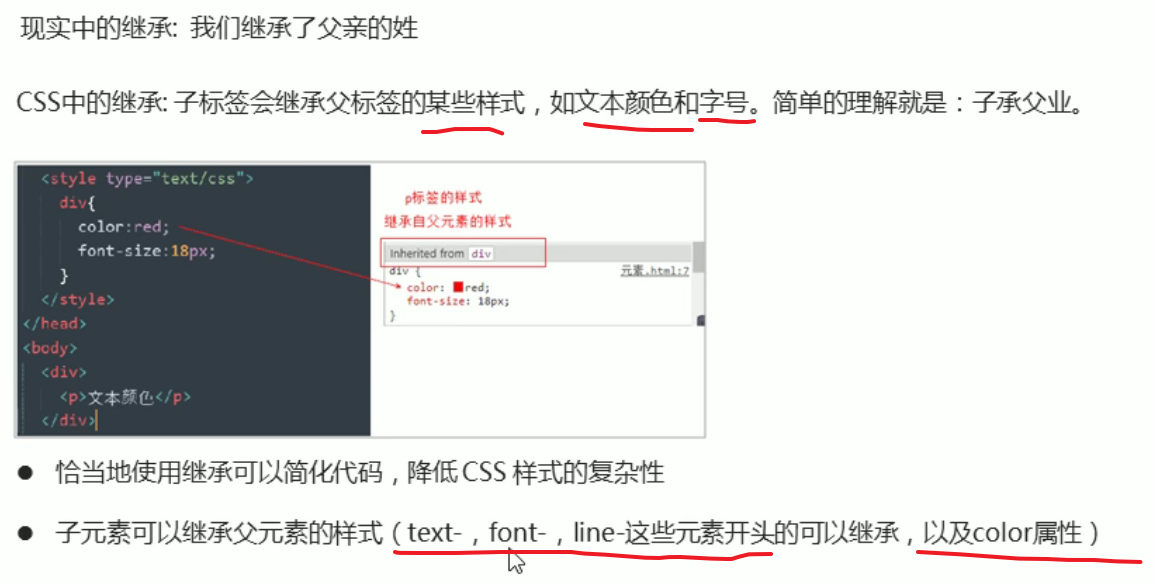 现实中的继承: 我们继承了父亲的姓
CSS中的继承: 子标签会继承父标签的某些样式，如文本颜色和字号。简单的理解就是：子承父业。
<style type="text/css">
div{
color:red;
font-size:18px;
}
</style>
</head>
<body>
<div>
<p>文本颜色</p>
</div>
p标签的样式
继承自父元素的样式
Inherited from div
div {
元素.html:7
color: red;
font-size: 18px;
}
● 恰当地使用继承可以简化代码，降低 CSS 样式的复杂性
● 子元素可以继承父元素的样式（text-，font-，line-这些元素开头的可以继承，以及color属性）